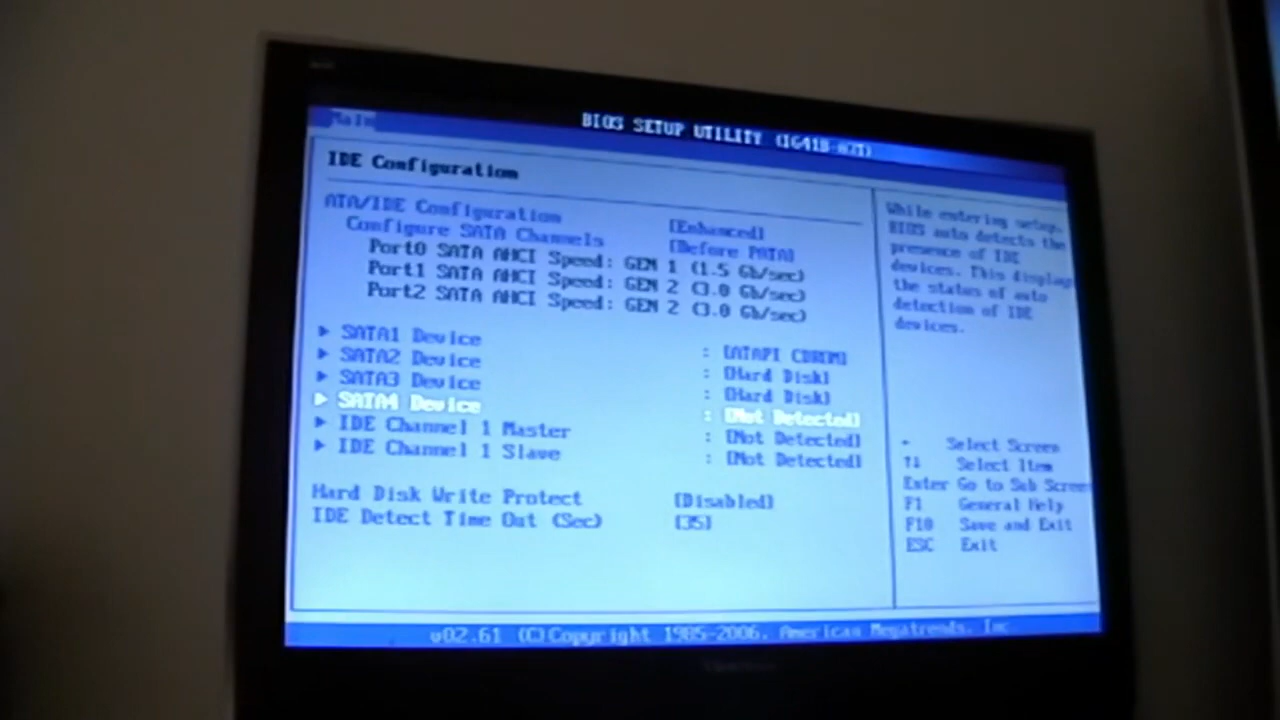 Main
BIOS SETUP UTILITY
IDE Configuration
ATA/IDE Configuration [Enhanced]
Configure SATA Channels [Before PATA]
Port0 SATA AHCI Speed: GEN 1 (1.5 Gb/sec)
Port1 SATA AHCI Speed: GEN 2 (3.0 Gb/sec)
Port2 SATA AHCI Speed: GEN 2 (3.0 Gb/sec)
SATA1 Device : [ATAPI CDROM]
SATA2 Device : [Hard Disk]
SATA3 Device : [Hard Disk]
SATA4 Device : [Not Detected]
IDE Channel 1 Master : [Not Detected]
IDE Channel 1 Slave : [Not Detected]
Hard Disk Write Protect [Disabled]
IDE Detect Time Out (Sec) [35]
While entering setup,
BIOS auto detects the
presence of IDE
devices. This display
the status of auto
detection of IDE
devices.
Select Screen
↑↓ Select Item
Enter Go to Sub Screen
F1 General Help
F10 Save and Exit
ESC Exit
v02.61 (C)Copyright 1985-2006, American Megatrends, Inc